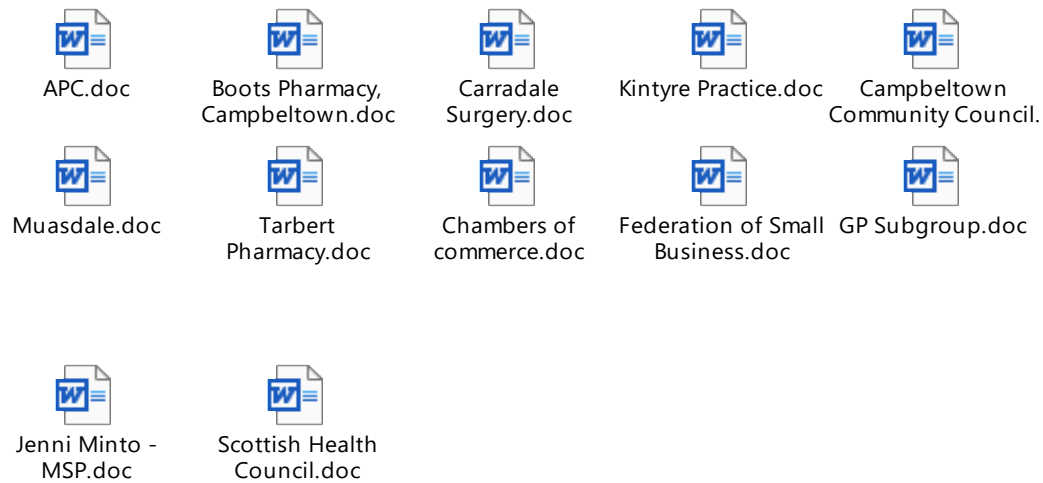 APC.doc
Boots Pharmacy,
Campbeltown.doc
Carradale
Surgery.doc
Kintyre Practice.doc
Campbeltown
Community Council.
Muasdale.doc
Tarbert
Pharmacy.doc
Chambers of
commerce.doc
Federation of Small
Business.doc
GP Subgroup.doc
Jenni Minto -
MSP.doc
Scottish Health
Council.doc